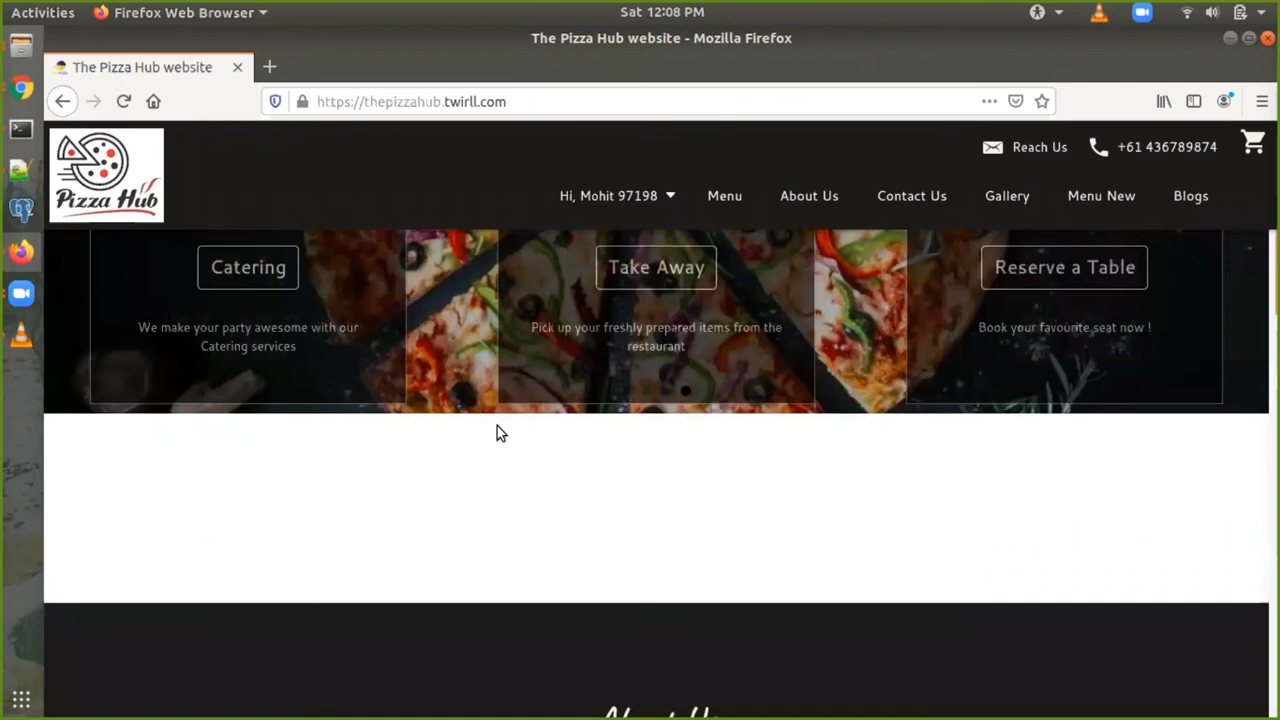 Activities Firefox Web Browser Sat 12:08 PM
The Pizza Hub website - Mozilla Firefox
The Pizza Hub website
https://thepizzahub.twirll.com
Reach Us +61 436789874
Pizza Hub
Hi, Mohit 97198 Menu About Us Contact Us Gallery Menu New Blogs
Catering Take Away Reserve a Table
We make your party awesome with our
Catering services
Pick up your freshly prepared items from the
restaurant
Book your favourite seat now !
About Us